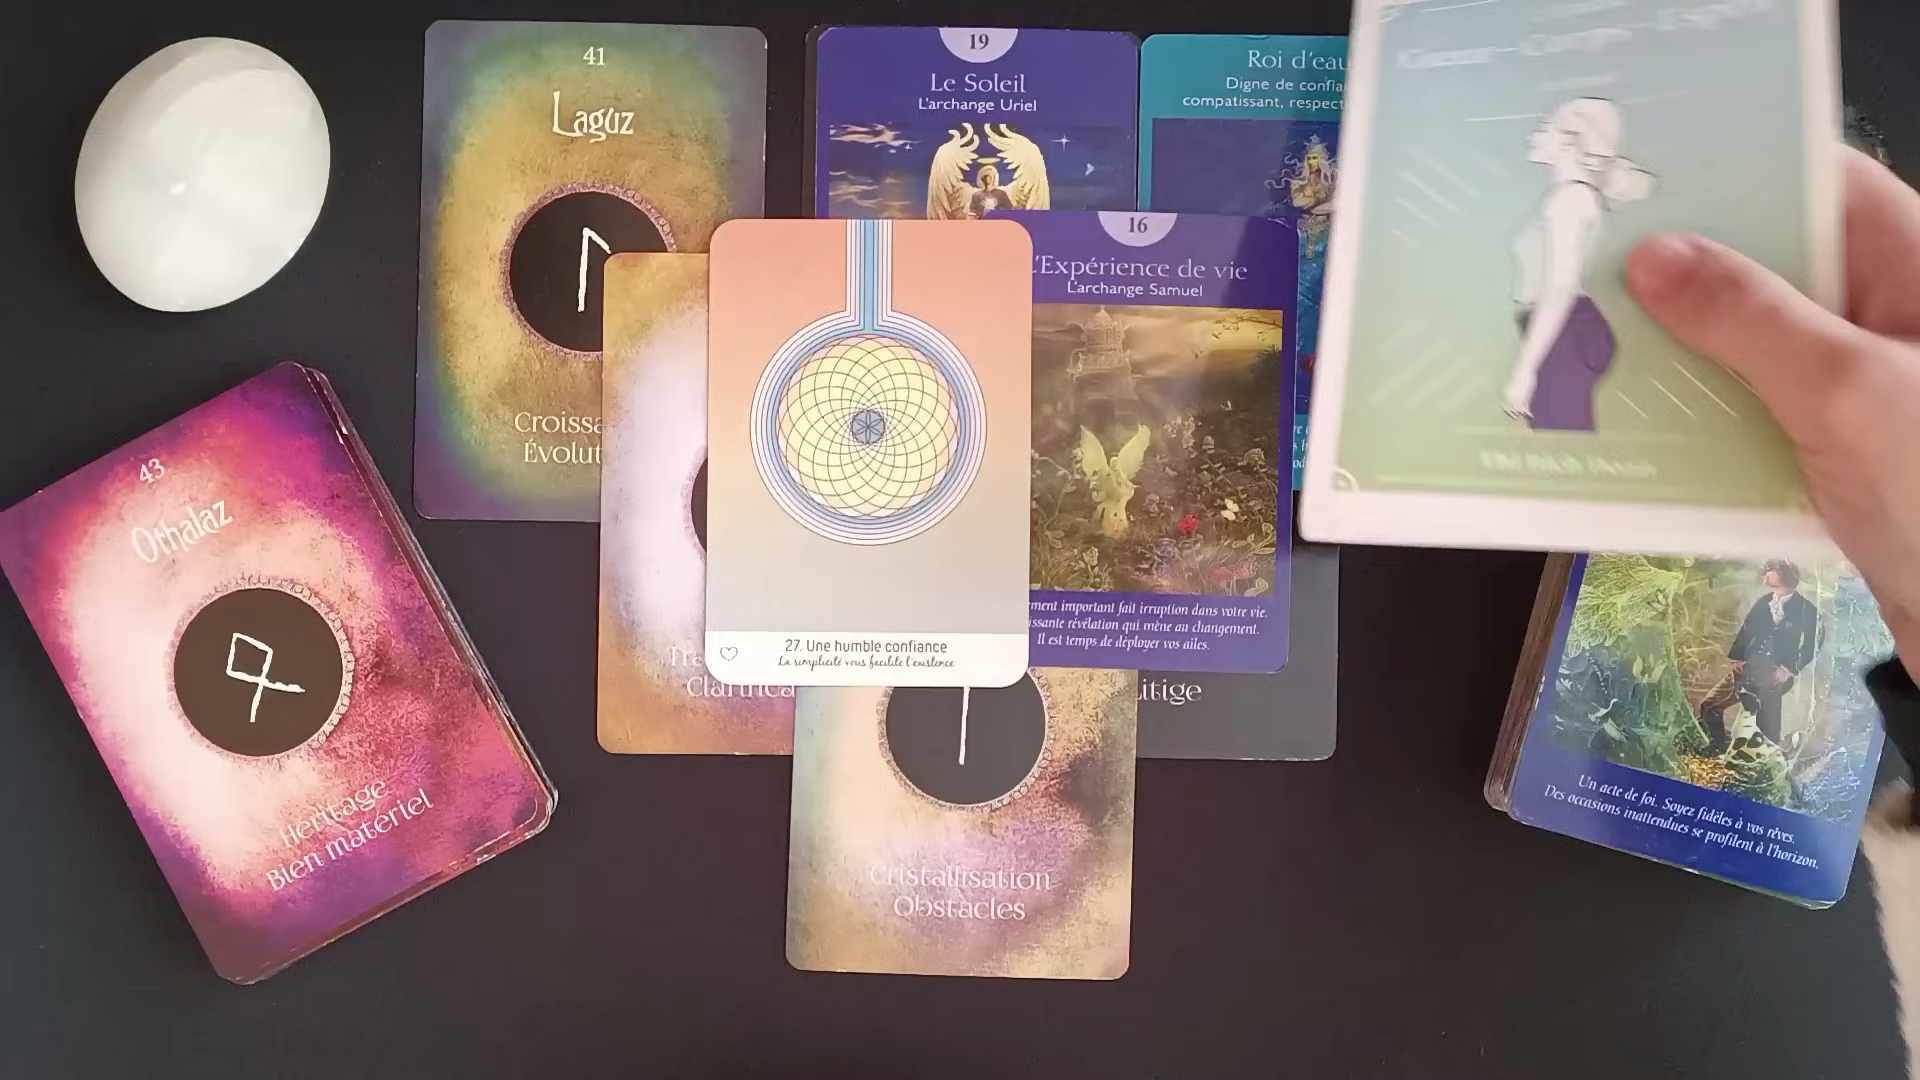 41
Laguz
19
Le Soleil
L'archange Uriel
Roi d'eau
Digne de confia
compatissant, respect
16
'Expérience de vie
L'archange Samuel
43
Othalaz
Croissa
Évolut
ment important fait irruption dans votre vie.
issante révélation qui mène au changement.
Il est temps de déployer vos ailes.
27. Une humble confiance
La simplicité vous facilite l'existence
Clarifica
Litige
Héritage
Bien matériel
Cristallisation
Obstacles
Un acte de foi. Soyez fidèles à vos rêves.
Des occasions inattendues se profilent à l'horizon.